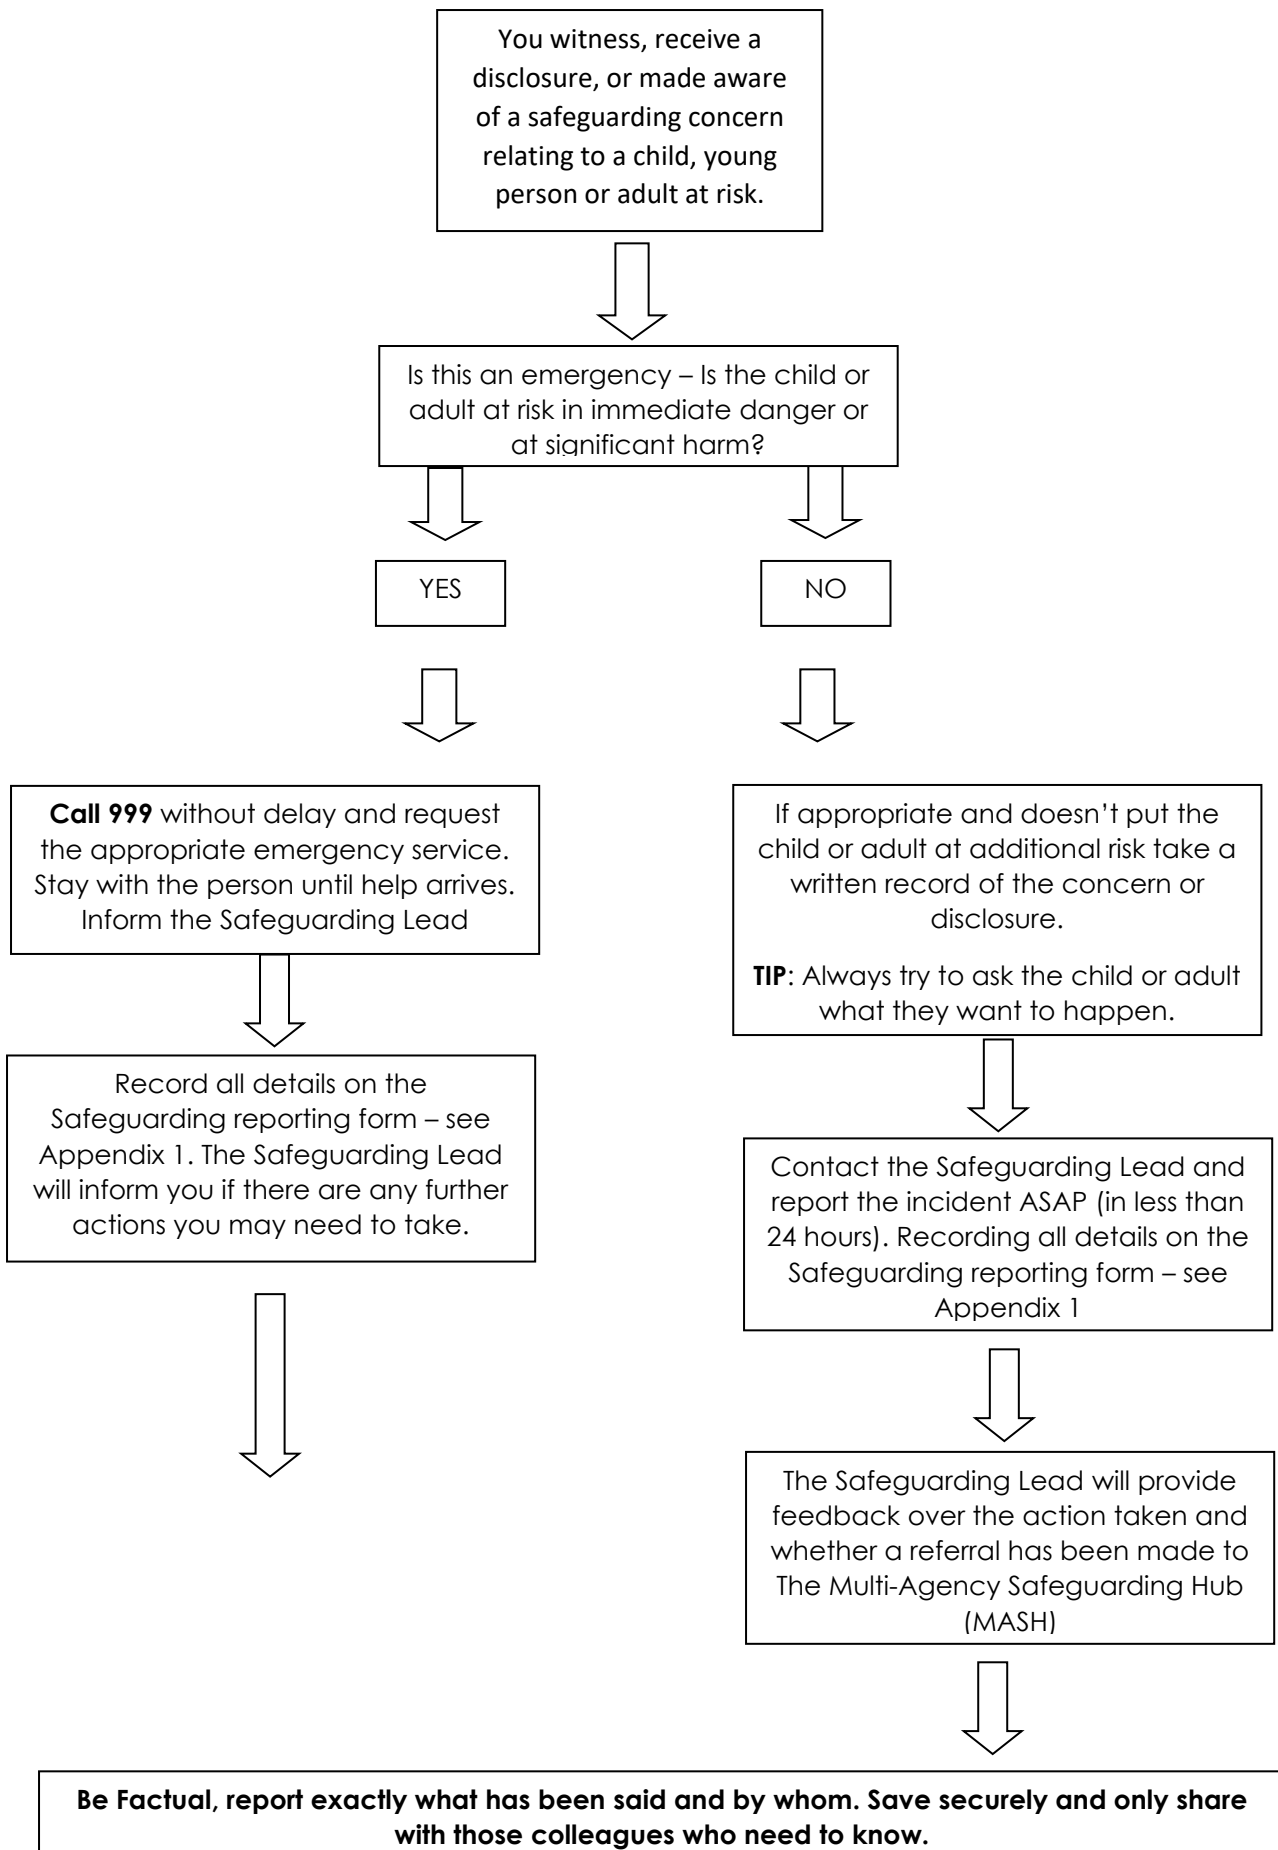 You witness, receive a
disclosure, or made aware
of a safeguarding concern
relating to a child, young
person or adult at risk.
Is this an emergency – Is the child or
adult at risk in immediate danger or
at significant harm?
YES
NO
Call 999 without delay and request
the appropriate emergency service.
Stay with the person until help arrives.
Inform the Safeguarding Lead
Record all details on the
Safeguarding reporting form – see
Appendix 1. The Safeguarding Lead
will inform you if there are any further
actions you may need to take.
If appropriate and doesn’t put the
child or adult at additional risk take a
written record of the concern or
disclosure.
TIP: Always try to ask the child or adult
what they want to happen.
Contact the Safeguarding Lead and
report the incident ASAP (in less than
24 hours). Recording all details on the
Safeguarding reporting form – see
Appendix 1
The Safeguarding Lead will provide
feedback over the action taken and
whether a referral has been made to
The Multi-Agency Safeguarding Hub
(MASH)
Be Factual, report exactly what has been said and by whom. Save securely and only share
with those colleagues who need to know.